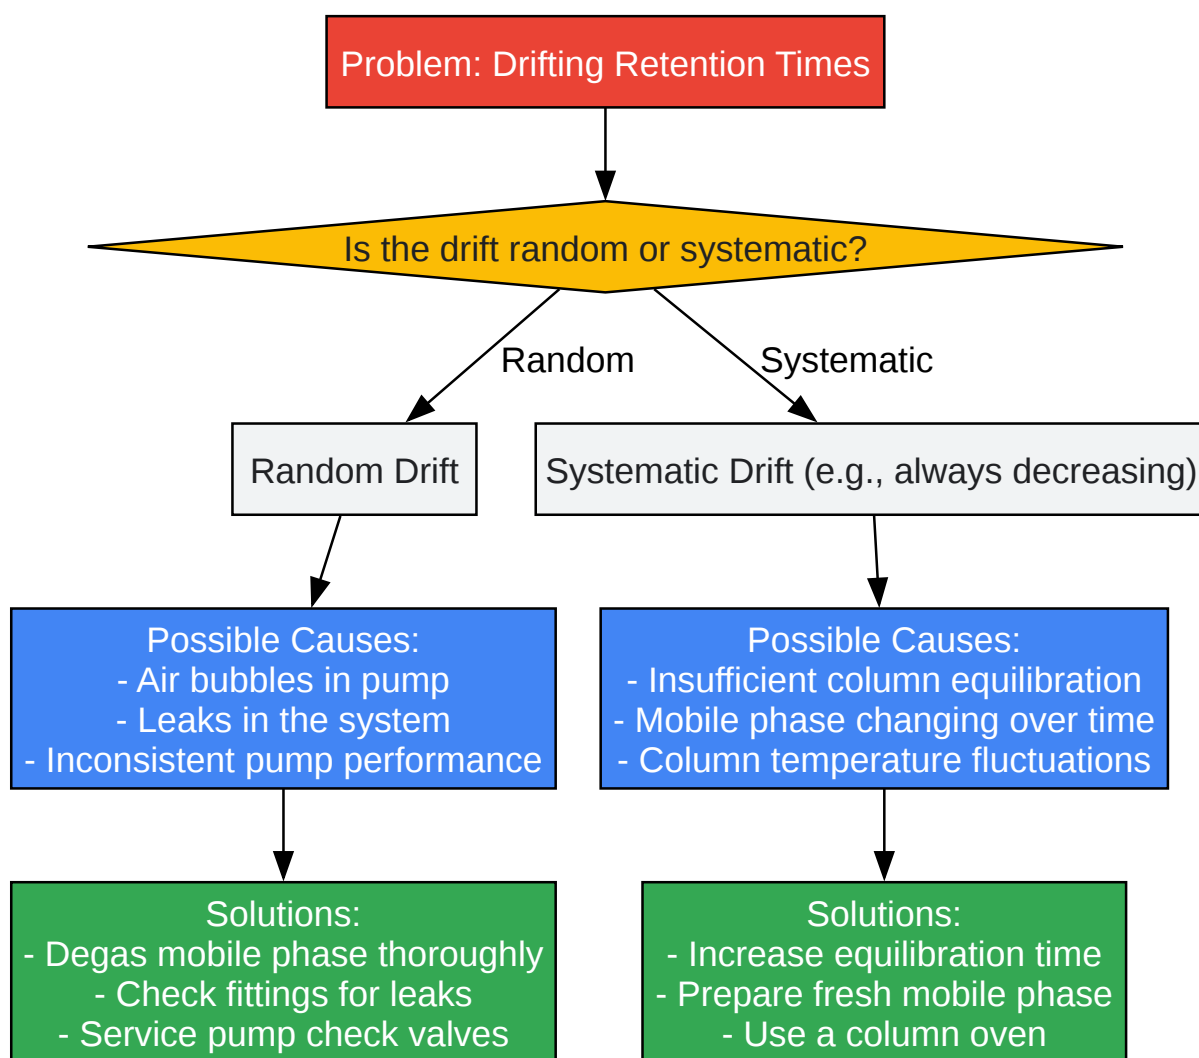 Problem: Drifting Retention Times
Is the drift random or systematic?
Random
Systematic
Random Drift
Systematic Drift (e.g., always decreasing)
Possible Causes:
- Air bubbles in pump
- Leaks in the system
- Inconsistent pump performance
Possible Causes:
- Insufficient column equilibration
- Mobile phase changing over time
- Column temperature fluctuations
Solutions:
- Degas mobile phase thoroughly
- Check fittings for leaks
- Service pump check valves
Solutions:
- Increase equilibration time
- Prepare fresh mobile phase
- Use a column oven